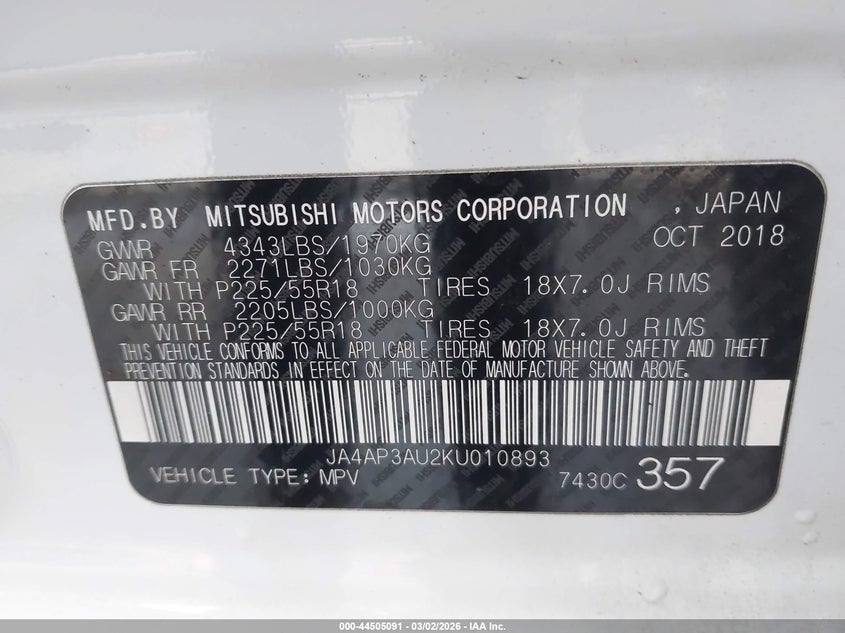 MFD.BY MITSUBISHI MOTORS CORPORATION , JAPAN
GVWR 4343LBS/1970KG OCT 2018
GAWR FR 2271LBS/1030KG
WITH P225/55R18 TIRES 18X7.0J RIMS
GAWR RR 2205LBS/1000KG
WITH P225/55R18 TIRES 18X7.0J RIMS
THIS VEHICLE CONFORMS TO ALL APPLICABLE FEDERAL MOTOR VEHICLE SAFETY AND THEFT
PREVENTION STANDARDS IN EFFECT ON THE DATE OF MANUFACTURE SHOWN ABOVE.
JA4AP3AU2KU010893
VEHICLE TYPE: MPV 7430C 357
000-44505091 - 03/02/2026 - IAA Inc.